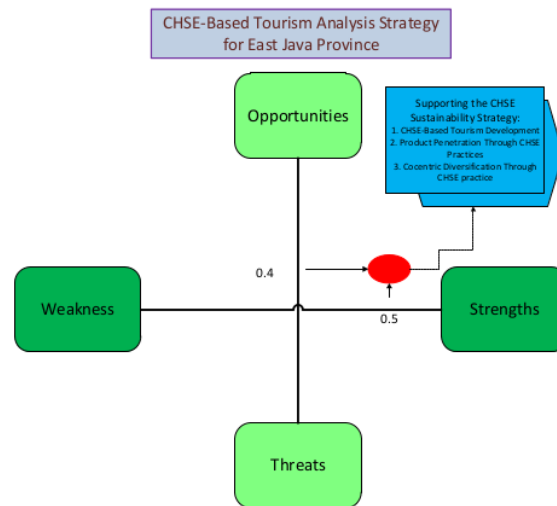 CHSE-Based Tourism Analysis Strategy
for East Java Province
Opportunities
Supporting the CHSE
Sustainability Strategy:
1. CHSE-Based Tourism Development
2. Product Penetration Through CHSE
Practices
3. Cocentric Diversification Through
CHSE practice
0.4
Weakness
0.5
Strengths
Threats